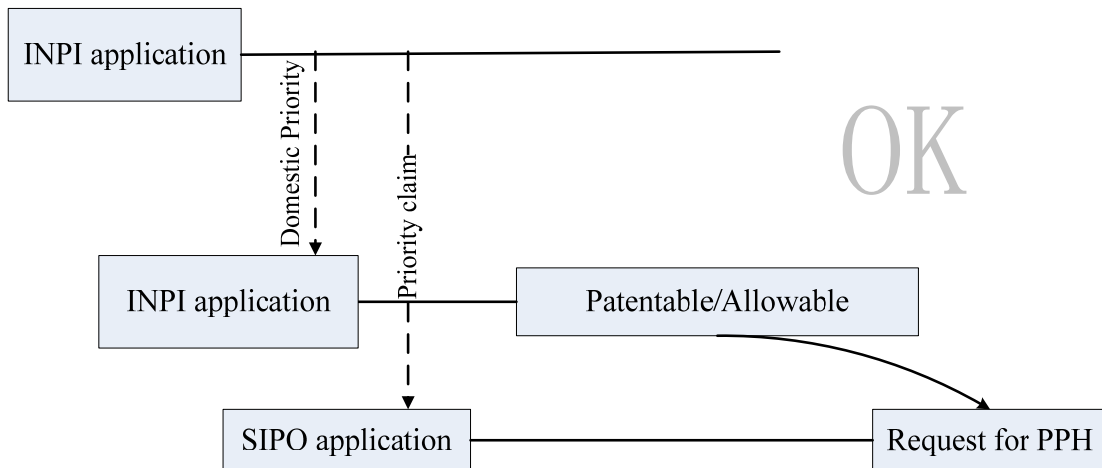 INPI application
OK
Domestic Priority
Priority claim
INPI application
Patentable/Allowable
SIPO application
Request for PPH